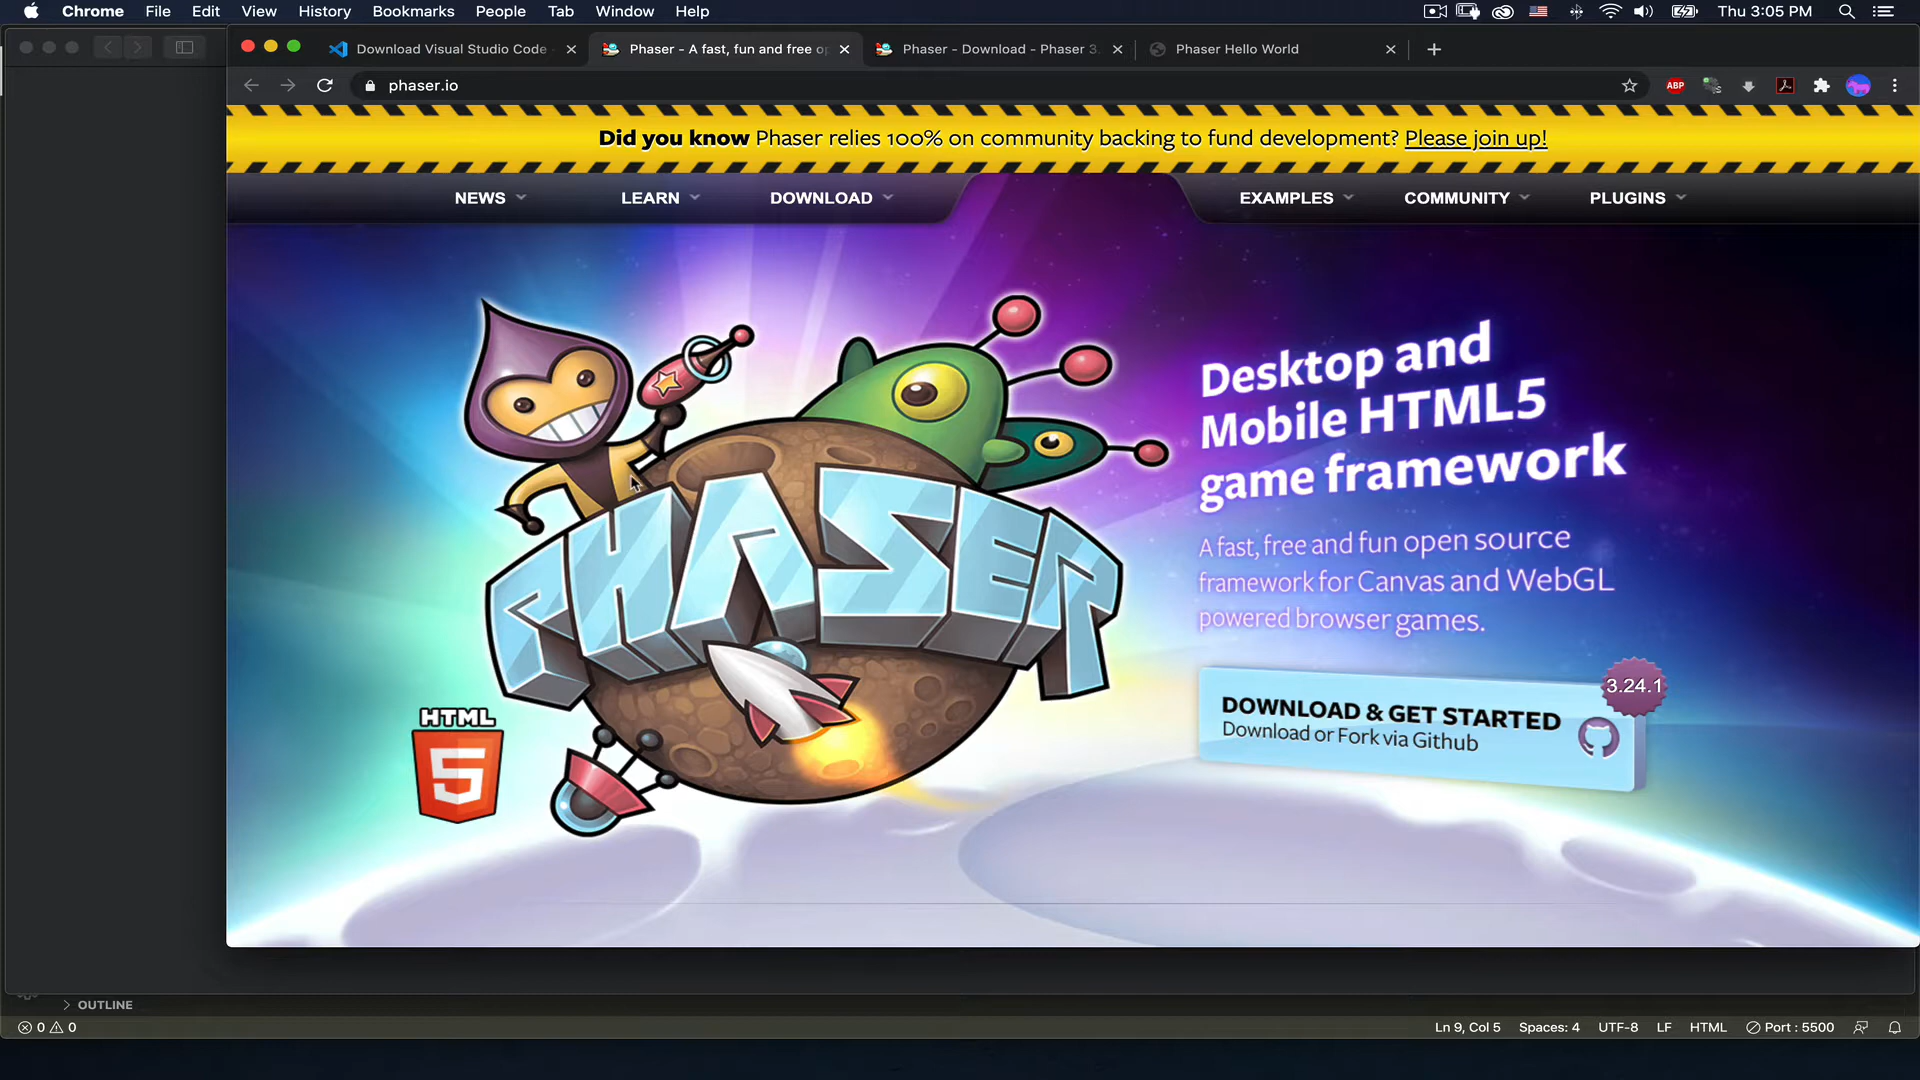 Chrome File Edit View History Bookmarks People Tab Window Help Thu 3:05 PM
Download Visual Studio Code Phaser - A fast, fun and free op Phaser - Download - Phaser 3. Phaser Hello World
phaser.io ABP
Did you know Phaser relies 100% on community backing to fund development? Please join up!
NEWS LEARN DOWNLOAD EXAMPLES COMMUNITY PLUGINS
Desktop and
Mobile HTML5
game framework
PHASER
A fast, free and fun open source
framework for Canvas and WebGL
powered browser games.
3.24.1
DOWNLOAD & GET STARTED
Download or Fork via Github
HTML
5
OUTLINE
0 0 Ln 9, Col 5 Spaces: 4 UTF-8 LF HTML Port : 5500